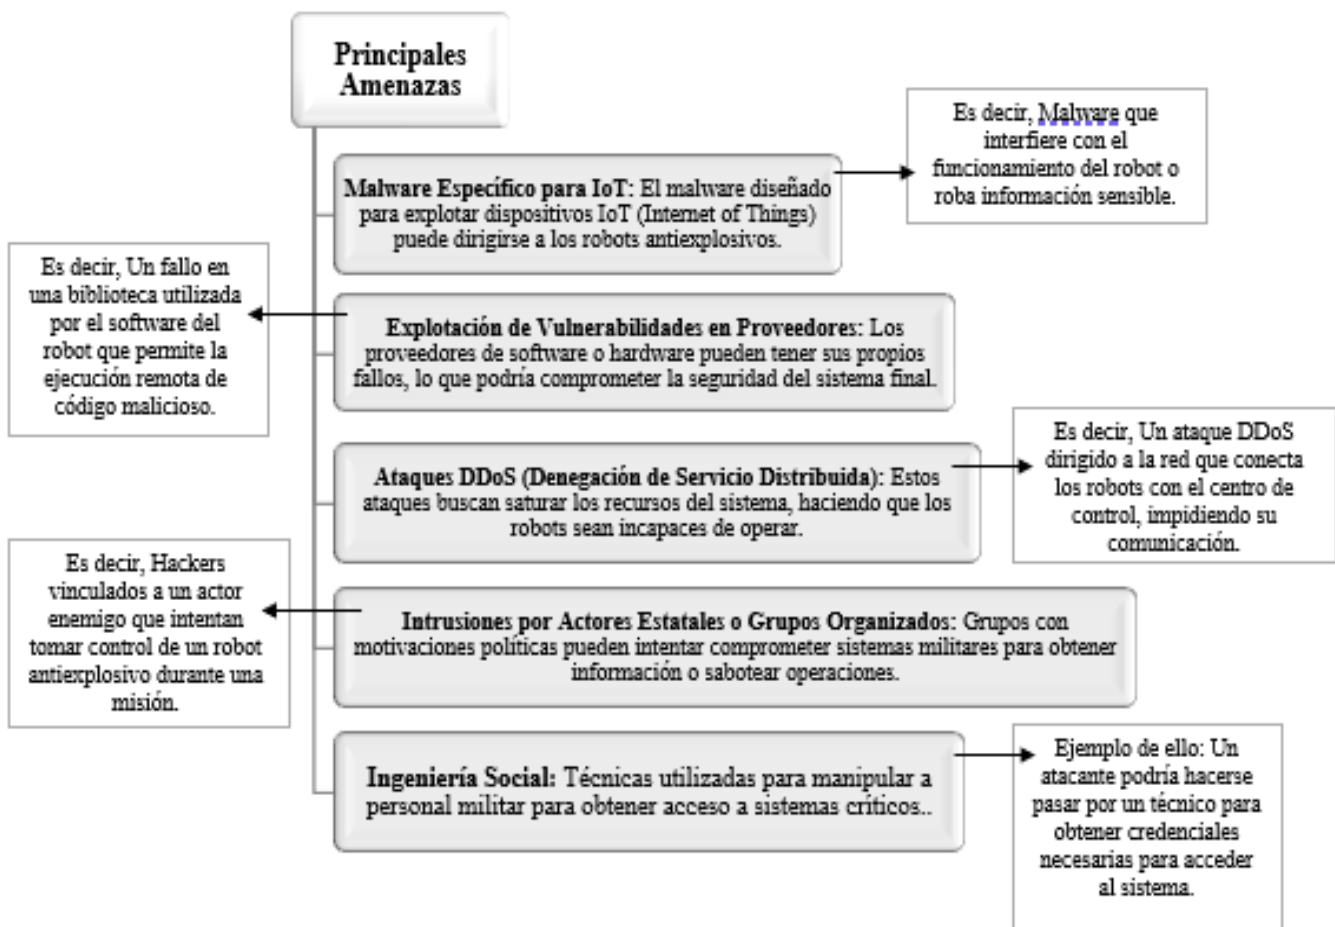 Principales
Amenazas
Malware Específico para IoT: El malware diseñado
para explotar dispositivos IoT (Internet of Things)
puede dirigirse a los robots antiexplosivos.
Es decir, Malware que
interfiere con el
funcionamiento del robot o
roba información sensible.
Explotación de Vulnerabilidades en Proveedores: Los
proveedores de software o hardware pueden tener sus propios
fallos, lo que podría comprometer la seguridad del sistema final.
Es decir, Un fallo en
una biblioteca utilizada
por el software del
robot que permite la
ejecución remota de
código malicioso.
Ataques DDoS (Denegación de Servicio Distribuida): Estos
ataques buscan saturar los recursos del sistema, haciendo que los
robots sean incapaces de operar.
Es decir, Un ataque DDoS
dirigido a la red que conecta
los robots con el centro de
control, impidiendo su
comunicación.
Intrusiones por Actores Estatales o Grupos Organizados: Grupos con
motivaciones políticas pueden intentar comprometer sistemas militares para obtener
información o sabotear operaciones.
Es decir, Hackers
vinculados a un actor
enemigo que intentan
tomar control de un robot
antiexplosivo durante una
misión.
Ingeniería Social: Técnicas utilizadas para manipular a
personal militar para obtener acceso a sistemas críticos..
Ejemplo de ello: Un
atacante podría hacerse
pasar por un técnico para
obtener credenciales
necesarias para acceder
al sistema.